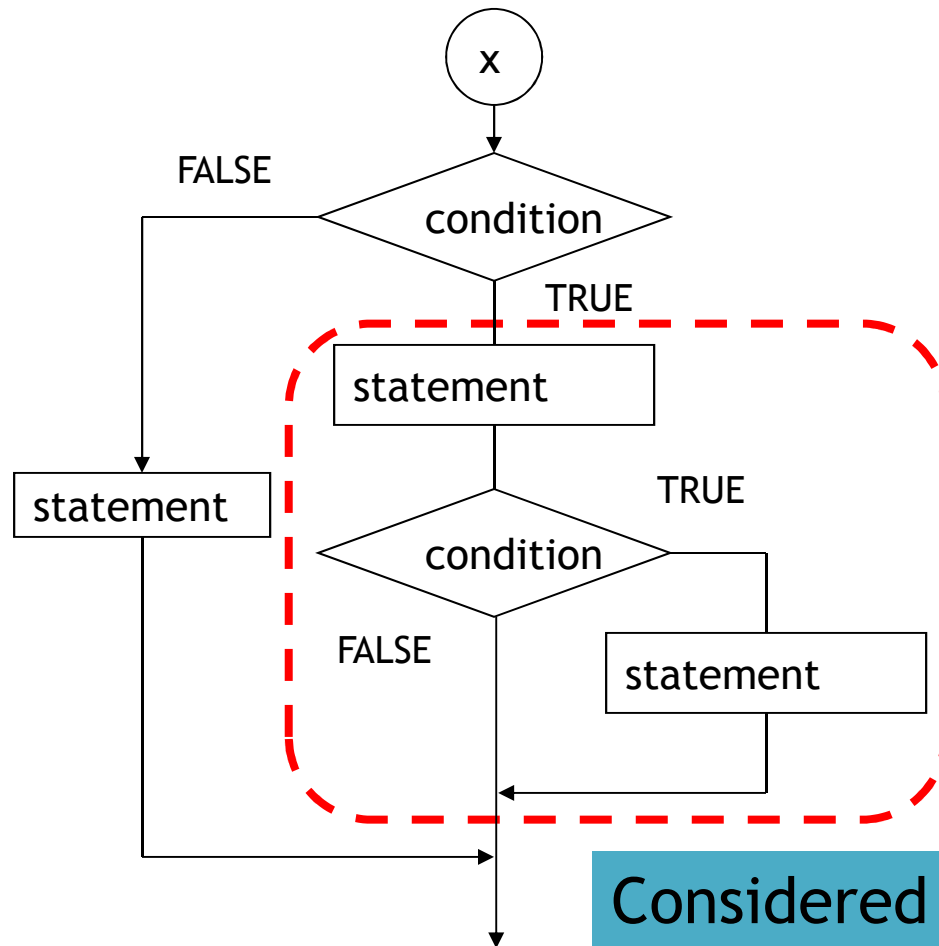 x
FALSE
condition
TRUE
statement
statement
TRUE
condition
FALSE
statement
Considered